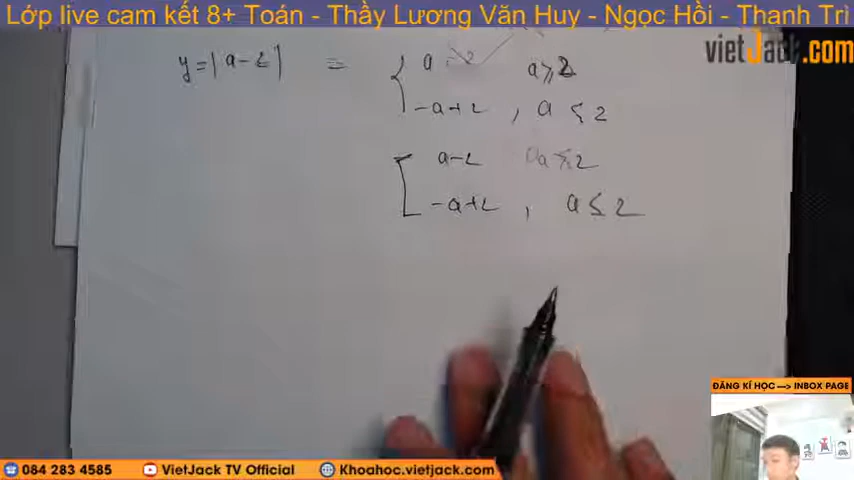 Lớp live cam kết 8+ Toán - Thầy Lương Văn Huy - Ngọc Hồi - Thanh Trì
vietJack.com
y = |a-2| = { a-2 a≥2
-a+2 , a ≤ 2
[ a-2
-a+2 , a ≤ 2
ĐĂNG KÍ HỌC —> INBOX PAGE
084 283 4585 VietJack TV Official Khoahoc.vietjack.com